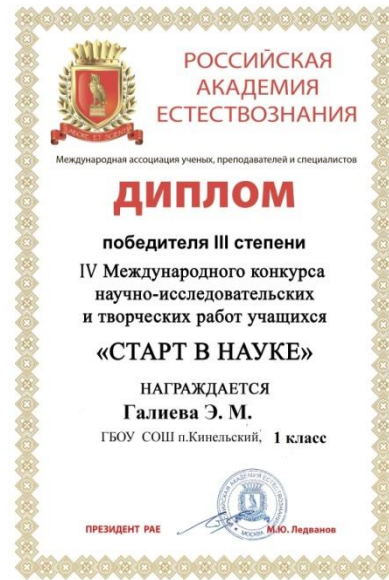 РОССИЙСКАЯ
АКАДЕМИЯ
ЕСТЕСТВОЗНАНИЯ
Международная ассоциация ученых, преподавателей и специалистов
ДИПЛОМ
победителя III степени
IV Международного конкурса
научно-исследовательских
и творческих работ учащихся
«СТАРТ В НАУКЕ»
НАГРАЖДАЕТСЯ
Галиева Э. М.
ГБОУ СОШ п.Кинельский, 1 класс
ПРЕЗИДЕНТ РАЕ М.Ю. Ледванов
МОСКВА